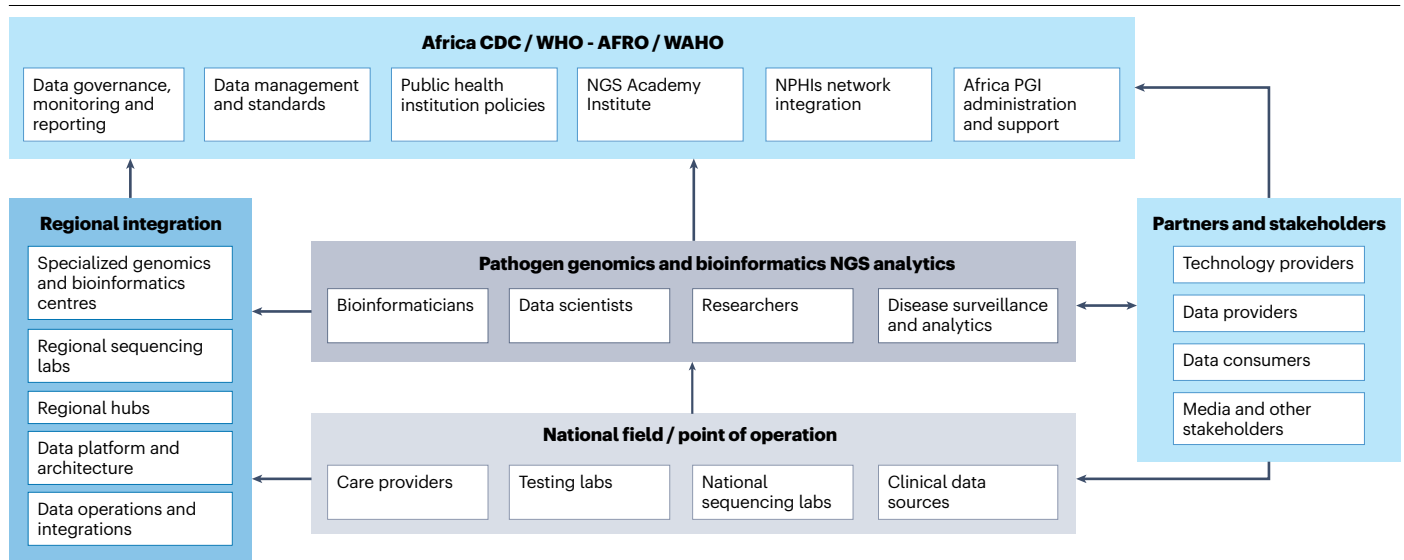 Africa CDC / WHO - AFRO / WAHO
Data governance,
monitoring and
reporting
Data management
and standards
Public health
institution policies
NGS Academy
Institute
NPHIs network
integration
Africa PGI
administration
and support
Regional integration
Specialized genomics
and bioinformatics
centres
Regional sequencing
labs
Regional hubs
Data platform and
architecture
Data operations and
integrations
Pathogen genomics and bioinformatics NGS analytics
Bioinformaticians
Data scientists
Researchers
Disease surveillance
and analytics
National field / point of operation
Care providers
Testing labs
National
sequencing labs
Clinical data
sources
Partners and stakeholders
Technology providers
Data providers
Data consumers
Media and other
stakeholders